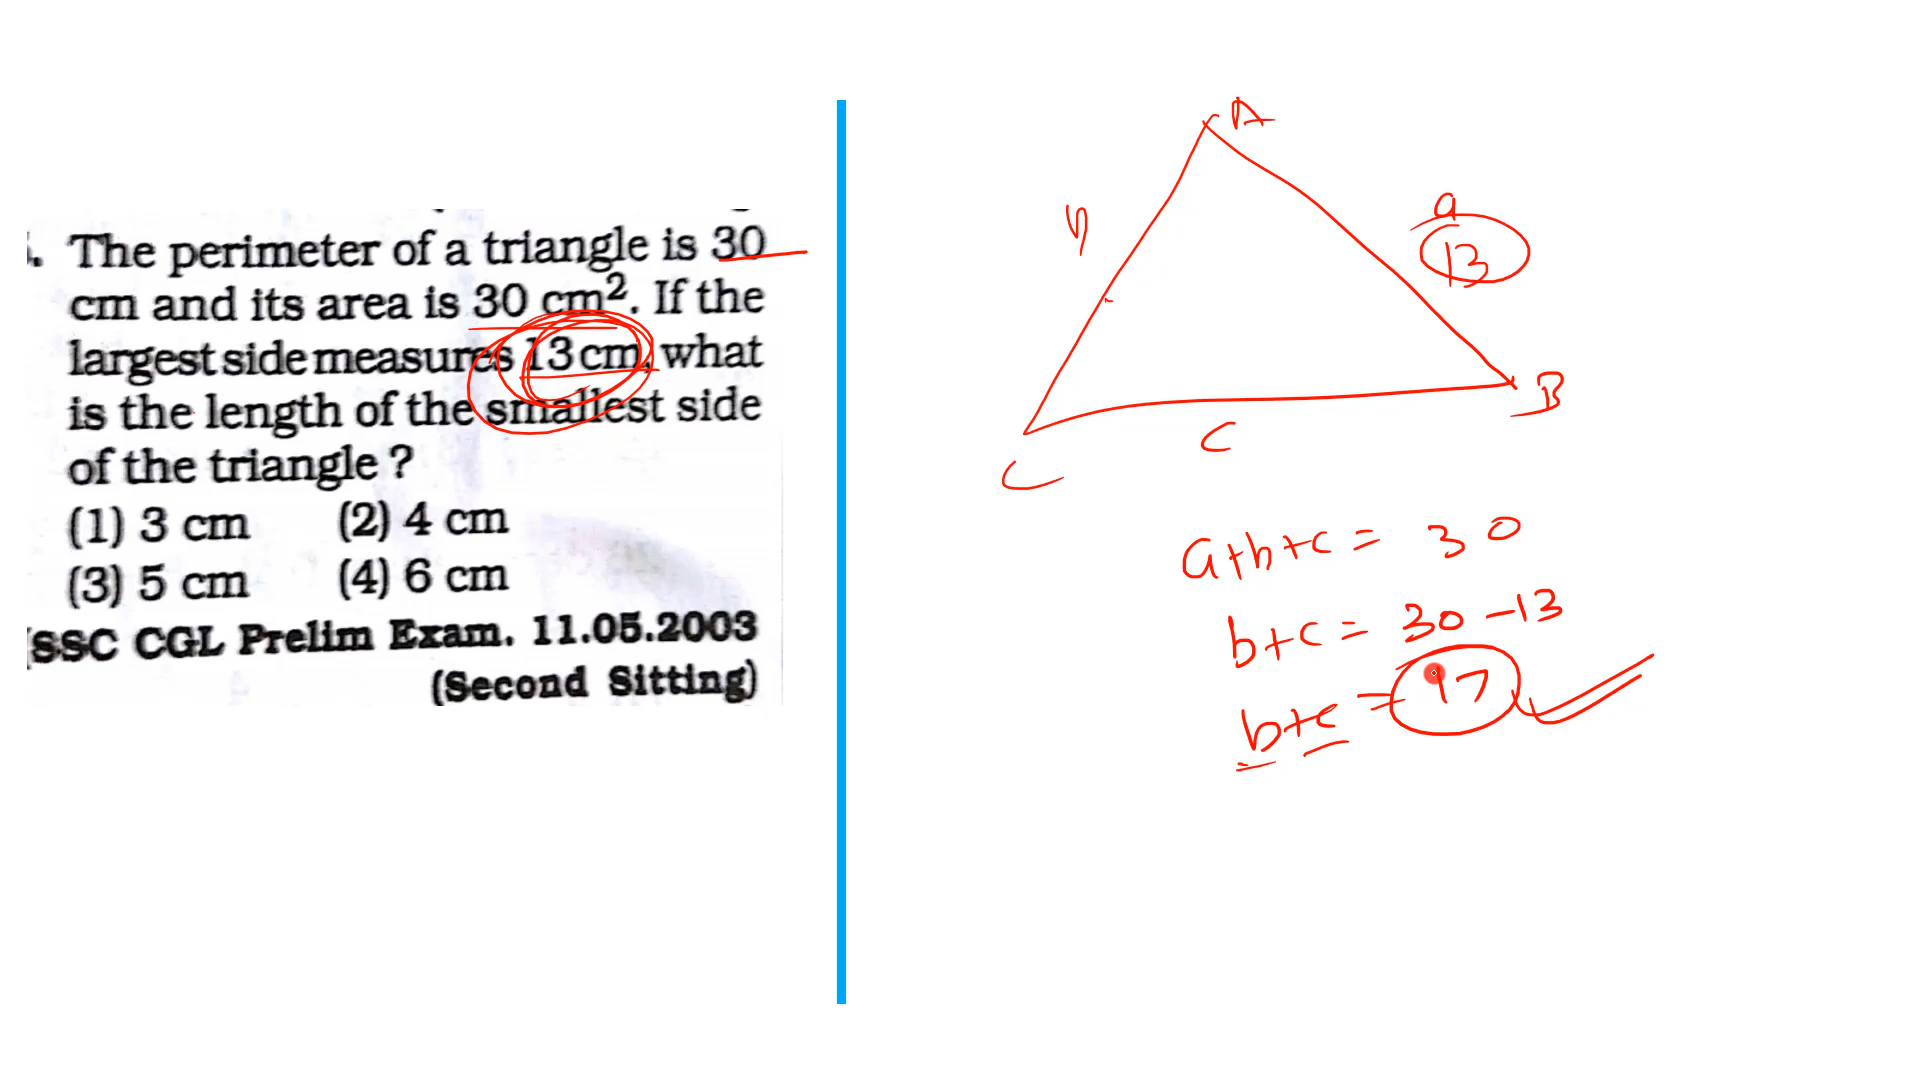 . The perimeter of a triangle is 30
cm and its area is 30 cm². If the
largest side measures 13 cm, what
is the length of the smallest side
of the triangle ?
(1) 3 cm (2) 4 cm
(3) 5 cm (4) 6 cm
(SSC CGL Prelim Exam. 11.05.2003
(Second Sitting)
A
b
a
13
B
C
C
a+b+c = 30
b+c = 30-13
b+c = 17